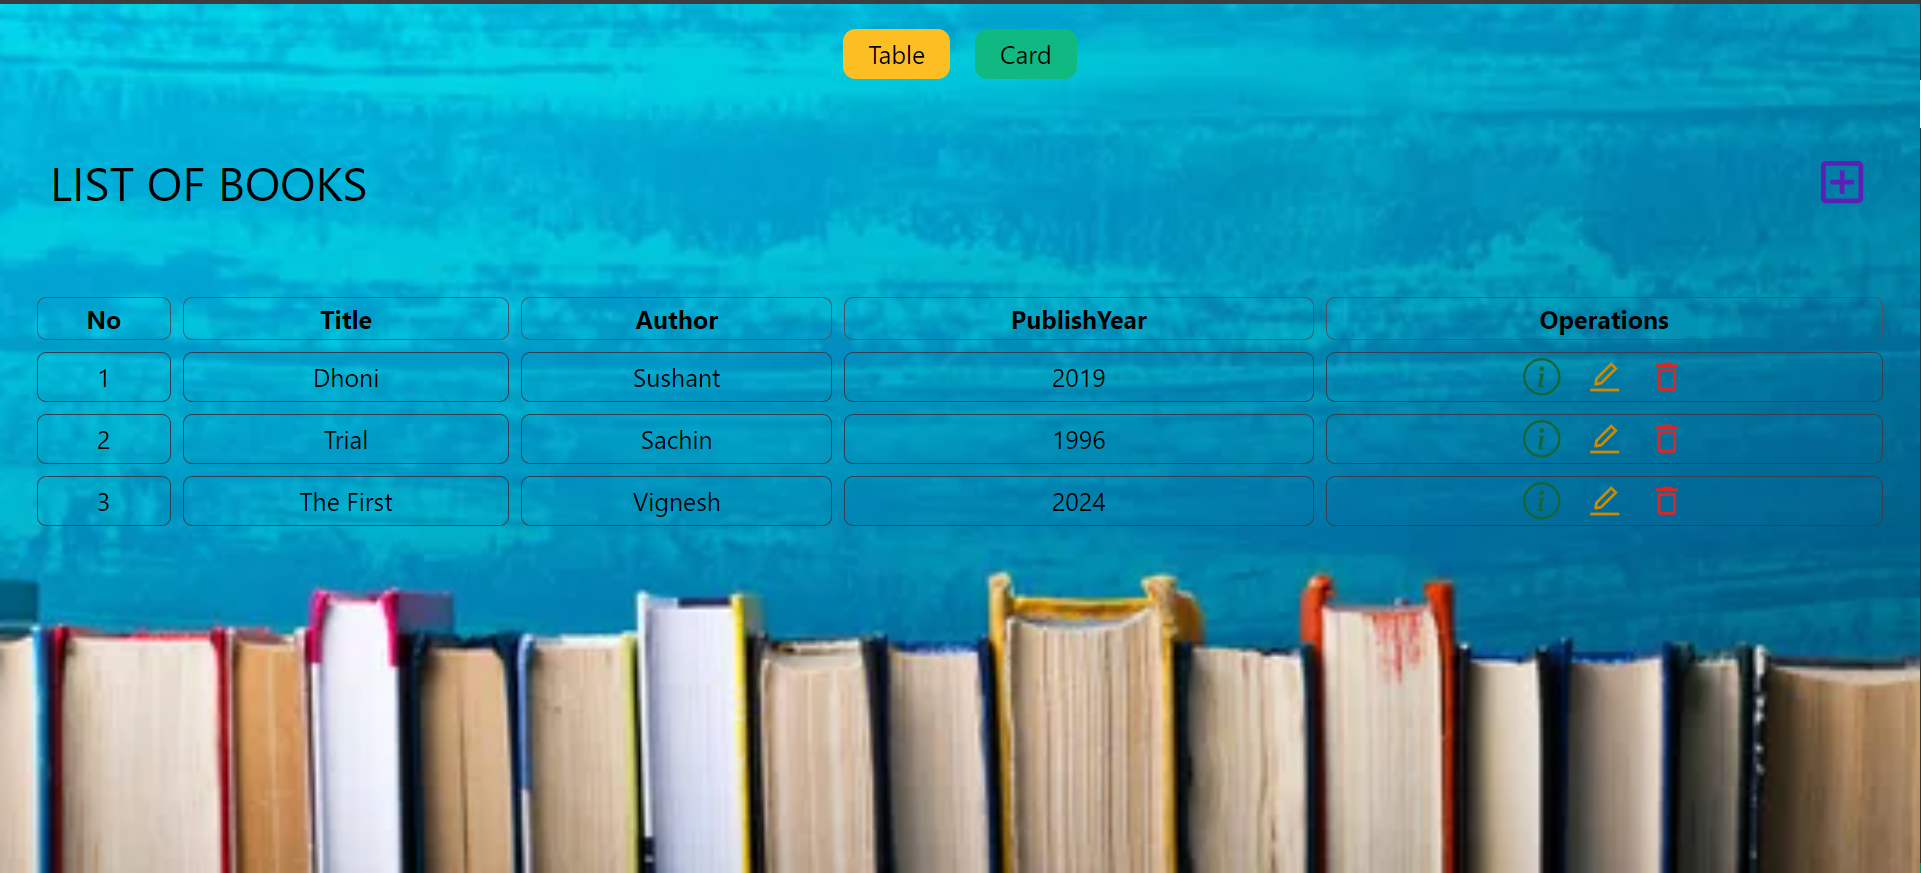 Table Card
LIST OF BOOKS
No Title Author PublishYear Operations
1 Dhoni Sushant 2019
2 Trial Sachin 1996
3 The First Vignesh 2024